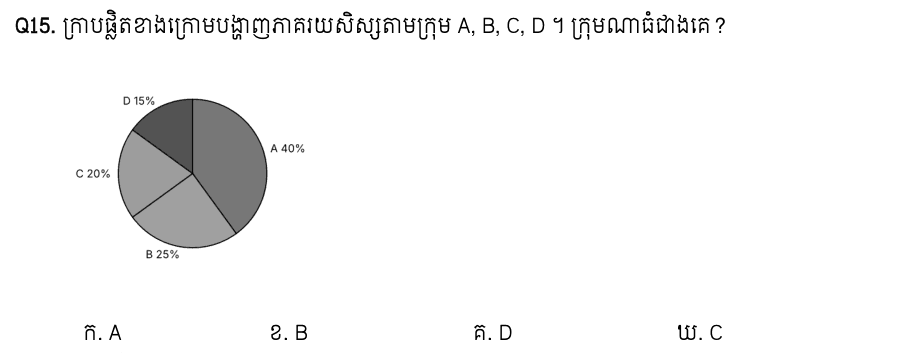 Q15. ក្រាបផ្លិតខាងក្រោមបង្ហាញភាគរយសិស្សតាមក្រុម A, B, C, D ។ ក្រុមណាធំជាងគេ ?
D 15%
A 40%
C 20%
B 25%
ក. A ខ. B គ. D ឃ. C